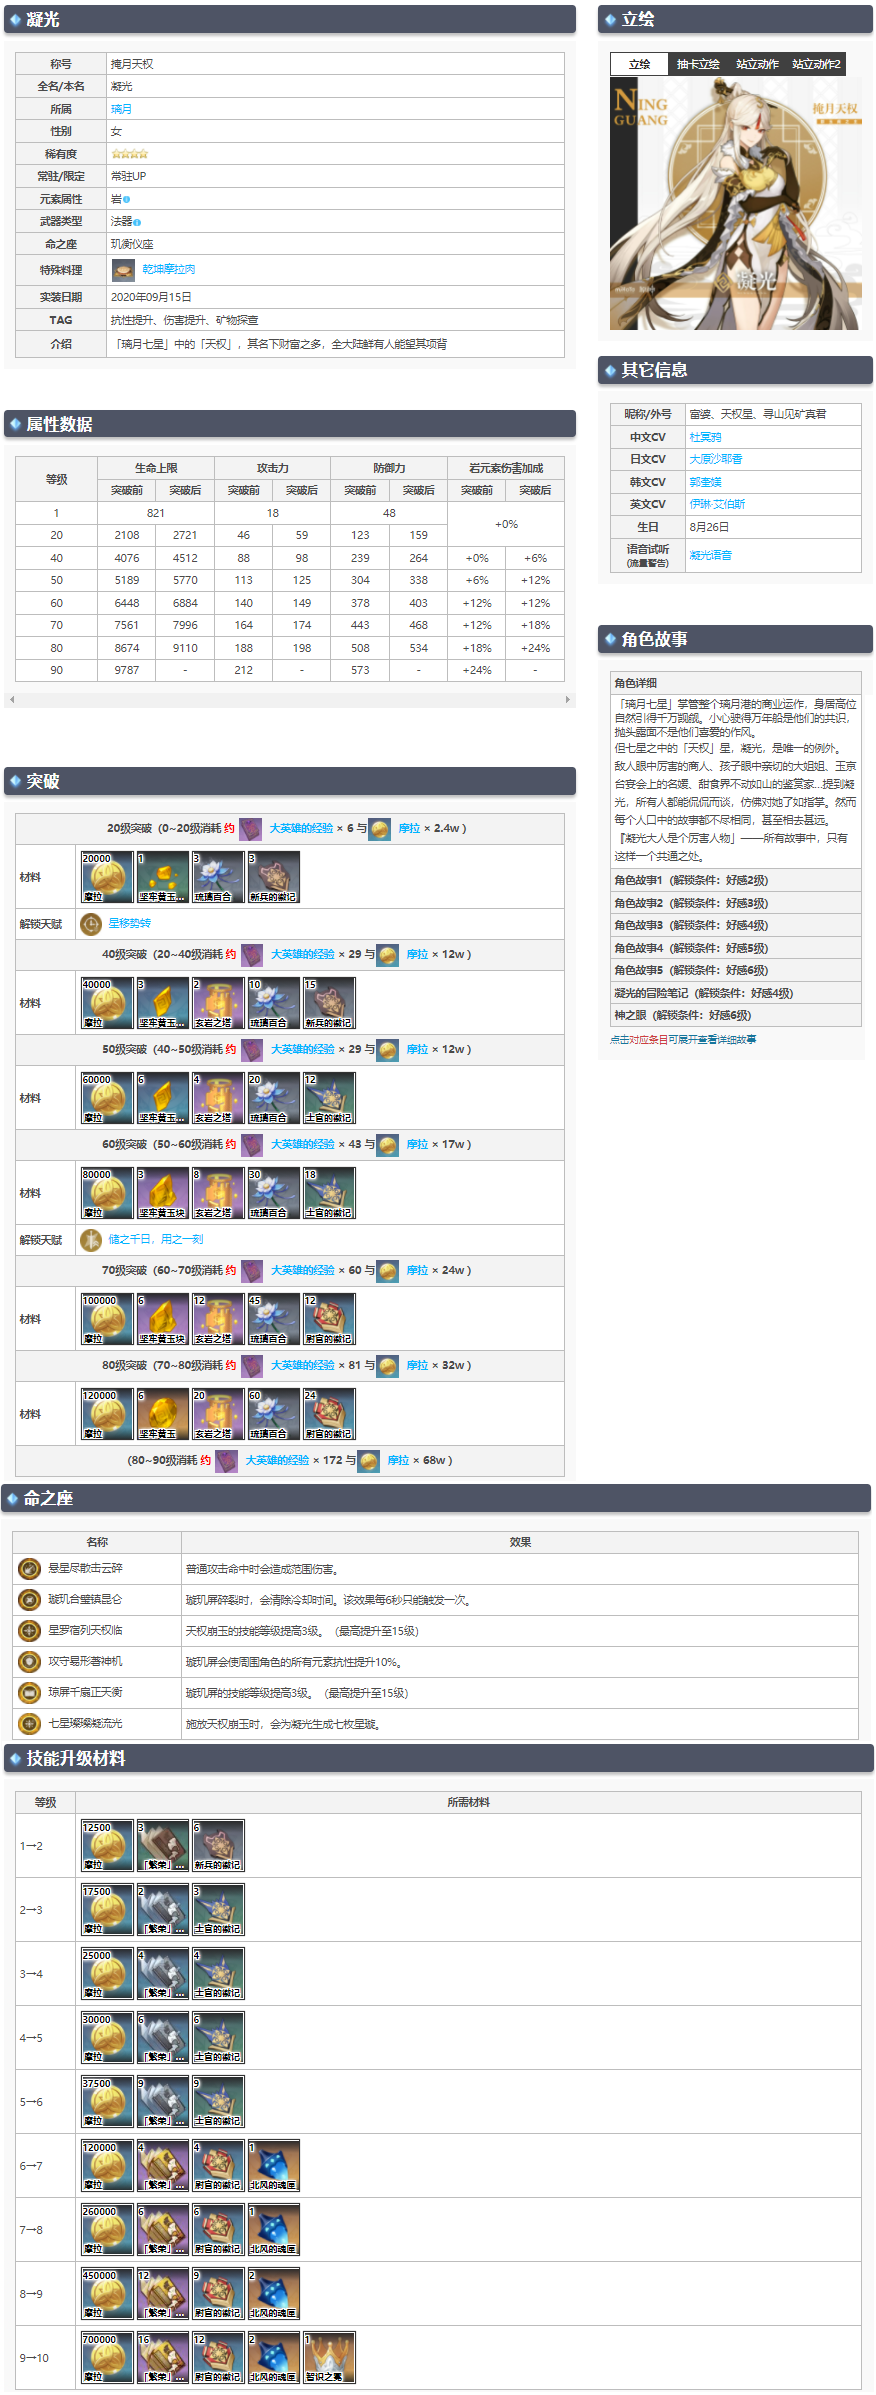 凝光
称号 掩月天权
全名/本名 凝光
所属 璃月
性别 女
稀有度
常驻/限定 常驻UP
元素属性 岩
武器类型 法器
命之座 玑衡仪座
特殊料理 乾坤摩拉肉
实装日期 2020年09月15日
TAG 抗性提升、伤害提升、矿物探查
介绍 「璃月七星」中的「天权」，其名下财富之多，全大陆鲜有人能望其项背
立绘
立绘 抽卡立绘 站立动作 站立动作2
NING
GUANG
掩月天权
凝光
其它信息
昵称/外号 富婆、天权星、寻山见矿真君
中文CV 杜冥鸦
日文CV 大原沙耶香
韩文CV
英文CV 伊琳·艾伯斯
生日 8月26日
语音试听
(流量警告)
凝光语音
属性数据
等级 生命上限 攻击力 防御力 岩元素伤害加成
突破前 突破后 突破前 突破后 突破前 突破后 突破前 突破后
1 821 18 48 +0%
20 2108 2721 46 59 123 159
40 4076 4512 88 98 239 264 +0% +6%
50 5189 5770 113 125 304 338 +6% +12%
60 6448 6884 140 149 378 403 +12% +12%
70 7561 7996 164 174 443 468 +12% +18%
80 8674 9110 188 198 508 534 +18% +24%
90 9787 - 212 - 573 - +24% -
角色故事
角色详细
「璃月七星」掌管整个璃月港的商业运作，身居高位
自然引得千万觊觎。小心驶得万年船是他们的共识，
抛头露面不是他们喜爱的作风。
但七星之中的「天权」星，凝光，是唯一的例外。
敌人眼中厉害的商人、孩子眼中亲切的大姐姐、玉京
台宴会上的名媛、甜食界不动如山的鉴赏家…提到凝
光，所有人都能侃侃而谈，仿佛对她了如指掌。然而
每个人口中的故事都不尽相同，甚至相去甚远。
『凝光大人是个厉害人物』——所有故事中，只有
这样一个共通之处。
角色故事1（解锁条件：好感2级）
角色故事2（解锁条件：好感3级）
角色故事3（解锁条件：好感4级）
角色故事4（解锁条件：好感5级）
角色故事5（解锁条件：好感6级）
凝光的冒险笔记（解锁条件：好感4级）
神之眼（解锁条件：好感6级）
点击对应条目可展开查看详细故事
突破
20级突破（0~20级消耗 约 大英雄的经验 × 6 与 摩拉 × 2.4w ）
材料
20000 1 3 3
摩拉 坚牢黄玉… 琉璃百合 新兵的徽记
解锁天赋 星移势转
40级突破（20~40级消耗 约 大英雄的经验 × 29 与 摩拉 × 12w ）
材料
40000 3 2 10 15
摩拉 坚牢黄玉… 玄岩之塔 琉璃百合 新兵的徽记
50级突破（40~50级消耗 约 大英雄的经验 × 29 与 摩拉 × 12w ）
材料
60000 6 4 20 12
摩拉 坚牢黄玉… 玄岩之塔 琉璃百合 士官的徽记
60级突破（50~60级消耗 约 大英雄的经验 × 43 与 摩拉 × 17w ）
材料
80000 3 8 30 18
摩拉 坚牢黄玉块 玄岩之塔 琉璃百合 士官的徽记
解锁天赋 储之千日，用之一刻
70级突破（60~70级消耗 约 大英雄的经验 × 60 与 摩拉 × 24w ）
材料
100000 6 12 45 12
摩拉 坚牢黄玉块 玄岩之塔 琉璃百合 尉官的徽记
80级突破（70~80级消耗 约 大英雄的经验 × 81 与 摩拉 × 32w ）
材料
120000 6 20 60 24
摩拉 坚牢黄玉 玄岩之塔 琉璃百合 尉官的徽记
（80~90级消耗 约 大英雄的经验 × 172 与 摩拉 × 68w ）
命之座
名称 效果
悬星尽散击云碎 普通攻击命中时会造成范围伤害。
璇玑合璧镇昆仑 璇玑屏碎裂时，会清除冷却时间。该效果每6秒只能触发一次。
星罗宿列天权临 天权崩玉的技能等级提高3级。（最高提升至15级）
攻守易形著神机 璇玑屏会使周围角色的所有元素抗性提升10%。
琼屏千扇正天衡 璇玑屏的技能等级提高3级。（最高提升至15级）
七星璨璨凝流光 施放天权崩玉时，会为凝光生成七枚星璇。
技能升级材料
等级 所需材料
1→2
12500 3 6
摩拉 「繁荣」… 新兵的徽记
2→3
17500 2 3
摩拉 「繁荣」… 士官的徽记
3→4
25000 4 4
摩拉 「繁荣」… 士官的徽记
4→5
30000 6 6
摩拉 「繁荣」… 士官的徽记
5→6
37500 9 9
摩拉 「繁荣」… 士官的徽记
6→7
120000 4 4 1
摩拉 「繁荣」… 尉官的徽记 北风的魂匣
7→8
260000 6 6 1
摩拉 「繁荣」… 尉官的徽记 北风的魂匣
8→9
450000 12 9 2
摩拉 「繁荣」… 尉官的徽记 北风的魂匣
9→10
700000 16 12 2 1
摩拉 「繁荣」… 尉官的徽记 北风的魂匣 智识之冕